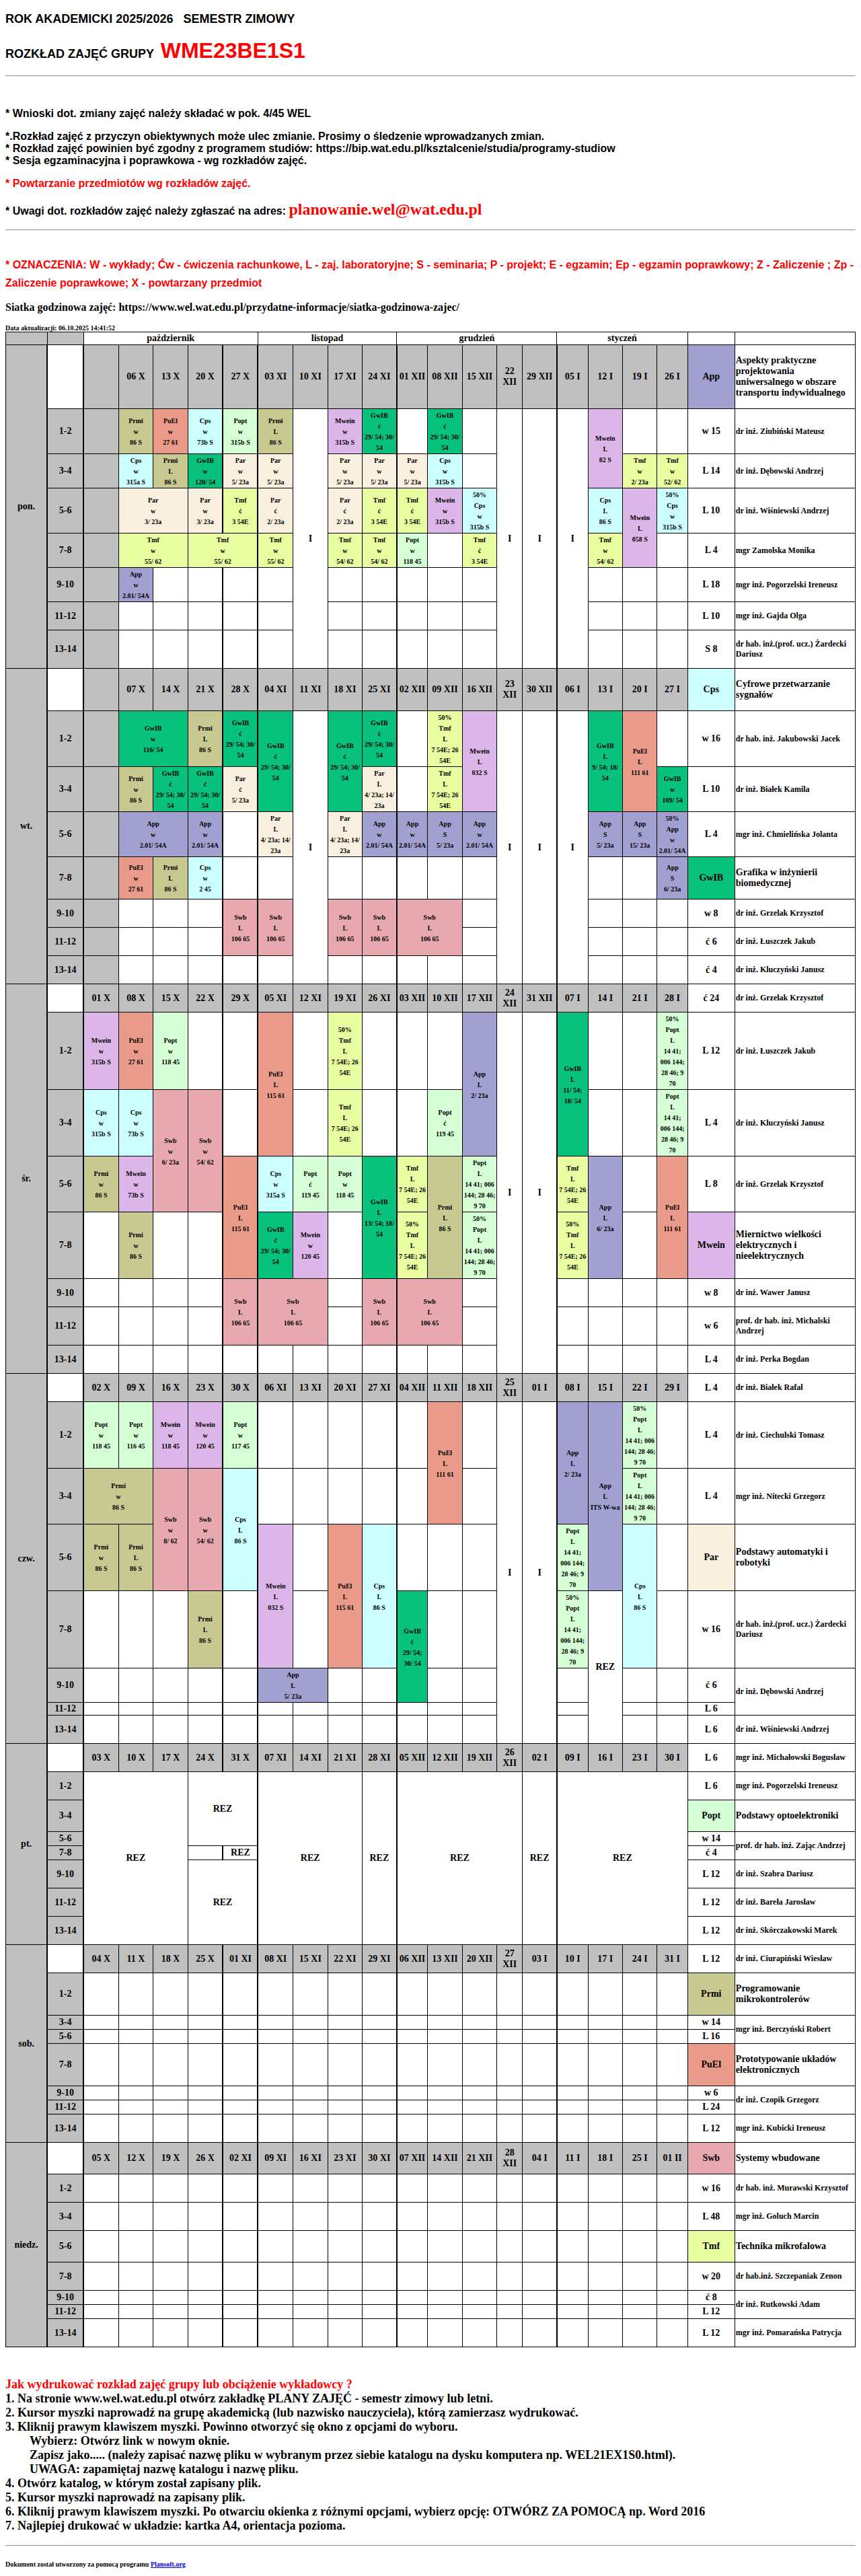 ROK AKADEMICKI 2025/2026 SEMESTR ZIMOWY
ROZKŁAD ZAJĘĆ GRUPY WME23BE1S1
* Wnioski dot. zmiany zajęć należy składać w pok. 4/45 WEL
*.Rozkład zajęć z przyczyn obiektywnych może ulec zmianie. Prosimy o śledzenie wprowadzanych zmian.
* Rozkład zajęć powinien być zgodny z programem studiów: https://bip.wat.edu.pl/ksztalcenie/studia/programy-studiow
* Sesja egzaminacyjna i poprawkowa - wg rozkładów zajęć.
* Powtarzanie przedmiotów wg rozkładów zajęć.
* Uwagi dot. rozkładów zajęć należy zgłaszać na adres: planowanie.wel@wat.edu.pl
* OZNACZENIA: W - wykłady; Ćw - ćwiczenia rachunkowe, L - zaj. laboratoryjne; S - seminaria; P - projekt; E - egzamin; Ep - egzamin poprawkowy; Z - Zaliczenie ; Zp -
Zaliczenie poprawkowe; X - powtarzany przedmiot
Siatka godzinowa zajęć: https://www.wel.wat.edu.pl/przydatne-informacje/siatka-godzinowa-zajec/
Data aktualizacji: 06.10.2025 14:41:52
październik listopad grudzień styczeń
pon. 06 X 13 X 20 X 27 X 03 XI 10 XI 17 XI 24 XI 01 XII 08 XII 15 XII 22 XII 29 XII 05 I 12 I 19 I 26 I App Aspekty praktyczne projektowania uniwersalnego w obszare transportu indywidualnego
1-2 Prmi w 86 S PuEl w 27 61 Cps w 73b S Popt w 315b S Prmi L 86 S I Mwein w 315b S GwIB ć 29/ 54; 30/ 54 GwIB ć 29/ 54; 30/ 54 I I I Mwein L 82 S w 15 dr inż. Ziubiński Mateusz
3-4 Cps w 315a S Prmi L 86 S GwIB w 120/ 54 Par w 5/ 23a Par w 5/ 23a Par w 5/ 23a Par w 5/ 23a Par w 5/ 23a Cps w 315b S Tmf w 2/ 23a Tmf w 52/ 62 L 14 dr inż. Dębowski Andrzej
5-6 Par w 3/ 23a Par w 3/ 23a Tmf ć 3 54E Par ć 2/ 23a Par ć 2/ 23a Tmf ć 3 54E Tmf ć 3 54E Mwein w 315b S 50% Cps w 315b S Cps L 86 S Mwein L 058 S 50% Cps w 315b S L 10 dr inż. Wiśniewski Andrzej
7-8 Tmf w 55/ 62 Tmf w 55/ 62 Tmf w 55/ 62 Tmf w 54/ 62 Tmf w 54/ 62 Popt w 118 45 Tmf ć 3 54E Tmf w 54/ 62 L 4 mgr Zamolska Monika
9-10 App w 2.01/ 54A L 18 mgr inż. Pogorzelski Ireneusz
11-12 L 10 mgr inż. Gajda Olga
13-14 S 8 dr hab. inż.(prof. ucz.) Żardecki Dariusz
wt. 07 X 14 X 21 X 28 X 04 XI 11 XI 18 XI 25 XI 02 XII 09 XII 16 XII 23 XII 30 XII 06 I 13 I 20 I 27 I Cps Cyfrowe przetwarzanie sygnałów
1-2 GwIB w 116/ 54 Prmi L 86 S GwIB ć 29/ 54; 30/ 54 GwIB ć 29/ 54; 30/ 54 I GwIB ć 29/ 54; 30/ 54 GwIB ć 29/ 54; 30/ 54 50% Tmf L 7 54E; 26 54E Mwein L 032 S I I I GwIB L 9/ 54; 18/ 54 PuEl L 111 61 w 16 dr hab. inż. Jakubowski Jacek
3-4 Prmi w 86 S GwIB ć 29/ 54; 30/ 54 GwIB ć 29/ 54; 30/ 54 Par ć 5/ 23a Par L 4/ 23a; 14/ 23a Tmf L 7 54E; 26 54E GwIB w 109/ 54 L 10 dr inż. Białek Kamila
5-6 App w 2.01/ 54A App w 2.01/ 54A Par L 4/ 23a; 14/ 23a Par L 4/ 23a; 14/ 23a App w 2.01/ 54A App w 2.01/ 54A App S 5/ 23a App w 2.01/ 54A App S 5/ 23a App S 15/ 23a 50% App w 2.01/ 54A L 4 mgr inż. Chmielińska Jolanta
7-8 PuEl w 27 61 Prmi L 86 S Cps w 2 45 App S 6/ 23a GwIB Grafika w inżynierii biomedycznej
9-10 Swb L 106 65 Swb L 106 65 Swb L 106 65 Swb L 106 65 Swb L 106 65 w 8 dr inż. Grzelak Krzysztof
11-12 ć 6 dr inż. Łuszczek Jakub
13-14 ć 4 dr inż. Kluczyński Janusz
śr. 01 X 08 X 15 X 22 X 29 X 05 XI 12 XI 19 XI 26 XI 03 XII 10 XII 17 XII 24 XII 31 XII 07 I 14 I 21 I 28 I ć 24 dr inż. Grzelak Krzysztof
1-2 Mwein w 315b S PuEl w 27 61 Popt w 118 45 PuEl L 115 61 50% Tmf L 7 54E; 26 54E App L 2/ 23a I I GwIB L 11/ 54; 18/ 54 50% Popt L 14 41; 006 144; 28 46; 9 70 L 12 dr inż. Łuszczek Jakub
3-4 Cps w 315b S Cps w 73b S Swb w 6/ 23a Swb w 54/ 62 Tmf L 7 54E; 26 54E Popt ć 119 45 Popt L 14 41; 006 144; 28 46; 9 70 L 4 dr inż. Kluczyński Janusz
5-6 Prmi w 86 S Mwein w 73b S PuEl L 115 61 Cps w 315a S Popt ć 119 45 Popt w 118 45 GwIB L 13/ 54; 18/ 54 Tmf L 7 54E; 26 54E Prmi L 86 S Popt L 14 41; 006 144; 28 46; 9 70 Tmf L 7 54E; 26 54E App L 6/ 23a PuEl L 111 61 L 8 dr inż. Grzelak Krzysztof
7-8 Prmi w 86 S GwIB ć 29/ 54; 30/ 54 Mwein w 120 45 50% Tmf L 7 54E; 26 54E 50% Popt L 14 41; 006 144; 28 46; 9 70 50% Tmf L 7 54E; 26 54E Mwein Miernictwo wielkości elektrycznych i nieelektrycznych
9-10 Swb L 106 65 Swb L 106 65 Swb L 106 65 Swb L 106 65 w 8 dr inż. Wawer Janusz
11-12 w 6 prof. dr hab. inż. Michalski Andrzej
13-14 L 4 dr inż. Perka Bogdan
czw. 02 X 09 X 16 X 23 X 30 X 06 XI 13 XI 20 XI 27 XI 04 XII 11 XII 18 XII 25 XII 01 I 08 I 15 I 22 I 29 I L 4 dr inż. Białek Rafał
1-2 Popt w 118 45 Popt w 116 45 Mwein w 118 45 Mwein w 120 45 Popt w 117 45 PuEl L 111 61 I I App L 2/ 23a App L ITS W-wa 50% Popt L 14 41; 006 144; 28 46; 9 70 L 4 dr inż. Ciechulski Tomasz
3-4 Prmi w 86 S Swb w 8/ 62 Swb w 54/ 62 Cps L 86 S Popt L 14 41; 006 144; 28 46; 9 70 L 4 mgr inż. Nitecki Grzegorz
5-6 Prmi w 86 S Prmi L 86 S Mwein L 032 S PuEl L 115 61 Cps L 86 S Popt L 14 41; 006 144; 28 46; 9 70 Cps L 86 S Par Podstawy automatyki i robotyki
7-8 Prmi L 86 S GwIB ć 29/ 54; 30/ 54 50% Popt L 14 41; 006 144; 28 46; 9 70 REZ w 16 dr hab. inż.(prof. ucz.) Żardecki Dariusz
9-10 App L 5/ 23a ć 6 dr inż. Dębowski Andrzej
11-12 L 6
13-14 L 6 dr inż. Wiśniewski Andrzej
pt. 03 X 10 X 17 X 24 X 31 X 07 XI 14 XI 21 XI 28 XI 05 XII 12 XII 19 XII 26 XII 02 I 09 I 16 I 23 I 30 I L 6 mgr inż. Michałowski Bogusław
1-2 REZ REZ REZ REZ REZ REZ REZ L 6 mgr inż. Pogorzelski Ireneusz
3-4 Popt Podstawy optoelektroniki
5-6 w 14 prof. dr hab. inż. Zając Andrzej
7-8 REZ ć 4
9-10 REZ L 12 dr inż. Szabra Dariusz
11-12 L 12 dr inż. Bareła Jarosław
13-14 L 12 dr inż. Skórczakowski Marek
sob. 04 X 11 X 18 X 25 X 01 XI 08 XI 15 XI 22 XI 29 XI 06 XII 13 XII 20 XII 27 XII 03 I 10 I 17 I 24 I 31 I L 12 dr inż. Ciurapiński Wiesław
1-2 Prmi Programowanie mikrokontrolerów
3-4 w 14 mgr inż. Berczyński Robert
5-6 L 16
7-8 PuEl Prototypowanie układów elektronicznych
9-10 w 6 dr inż. Czopik Grzegorz
11-12 L 24
13-14 L 12 mgr inż. Kubicki Ireneusz
niedz. 05 X 12 X 19 X 26 X 02 XI 09 XI 16 XI 23 XI 30 XI 07 XII 14 XII 21 XII 28 XII 04 I 11 I 18 I 25 I 01 II Swb Systemy wbudowane
1-2 w 16 dr hab. inż. Murawski Krzysztof
3-4 L 48 mgr inż. Goluch Marcin
5-6 Tmf Technika mikrofalowa
7-8 w 20 dr hab.inż. Szczepaniak Zenon
9-10 ć 8 dr inż. Rutkowski Adam
11-12 L 12
13-14 L 12 mgr inż. Pomarańska Patrycja
Jak wydrukować rozkład zajęć grupy lub obciążenie wykładowcy ?
1. Na stronie www.wel.wat.edu.pl otwórz zakładkę PLANY ZAJĘĆ - semestr zimowy lub letni.
2. Kursor myszki naprowadź na grupę akademicką (lub nazwisko nauczyciela), którą zamierzasz wydrukować.
3. Kliknij prawym klawiszem myszki. Powinno otworzyć się okno z opcjami do wyboru.
Wybierz: Otwórz link w nowym oknie.
Zapisz jako..... (należy zapisać nazwę pliku w wybranym przez siebie katalogu na dysku komputera np. WEL21EX1S0.html).
UWAGA: zapamiętaj nazwę katalogu i nazwę pliku.
4. Otwórz katalog, w którym został zapisany plik.
5. Kursor myszki naprowadź na zapisany plik.
6. Kliknij prawym klawiszem myszki. Po otwarciu okienka z różnymi opcjami, wybierz opcję: OTWÓRZ ZA POMOCĄ np. Word 2016
7. Najlepiej drukować w układzie: kartka A4, orientacja pozioma.
Dokument został utworzony za pomocą programu Plansoft.org